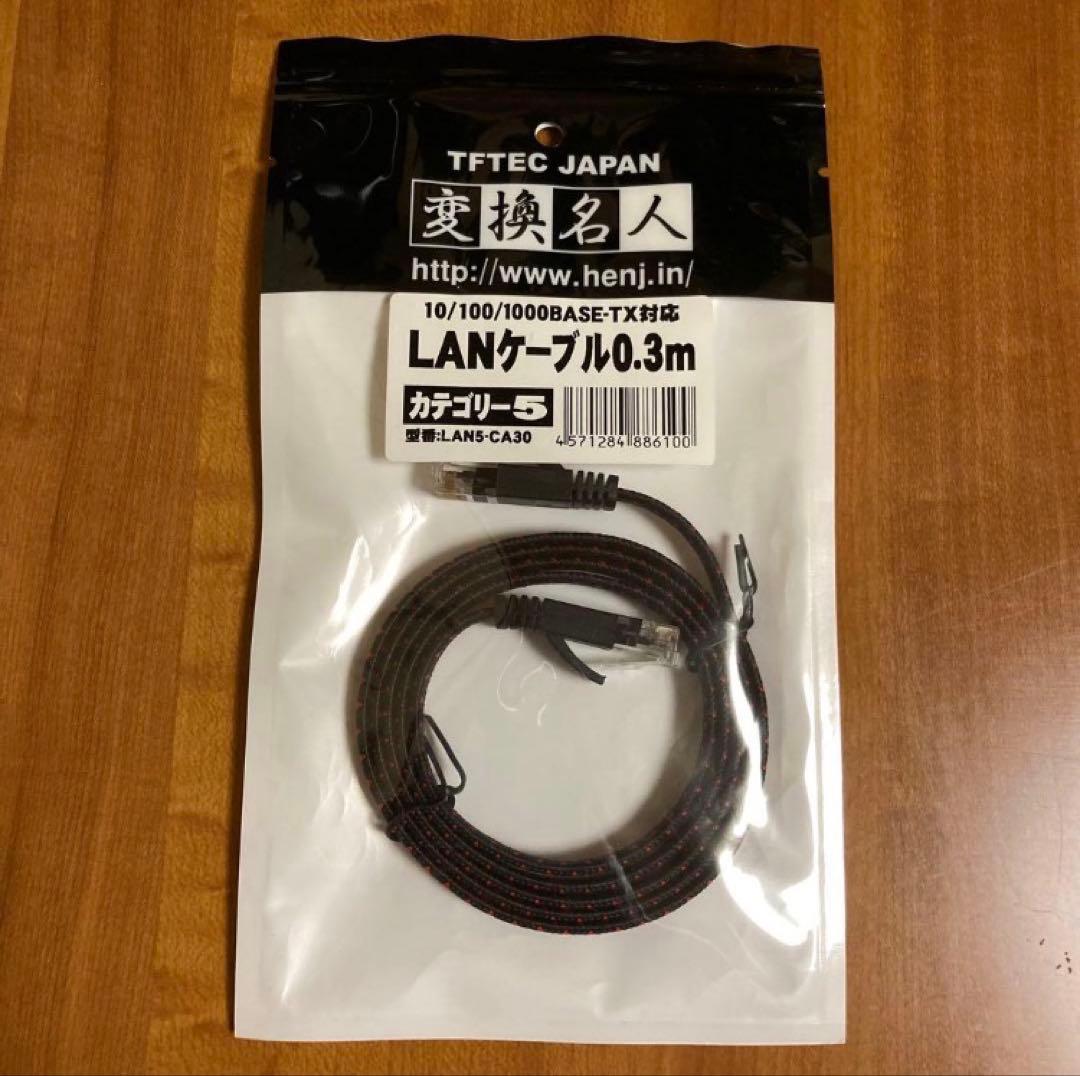 TFTEC JAPAN
変換名人
http://www.henj.in/
10/100/1000BASE-TX対応
LANケーブル0.3m
カテゴリー5
型番:LAN5-CA30
4571284886100